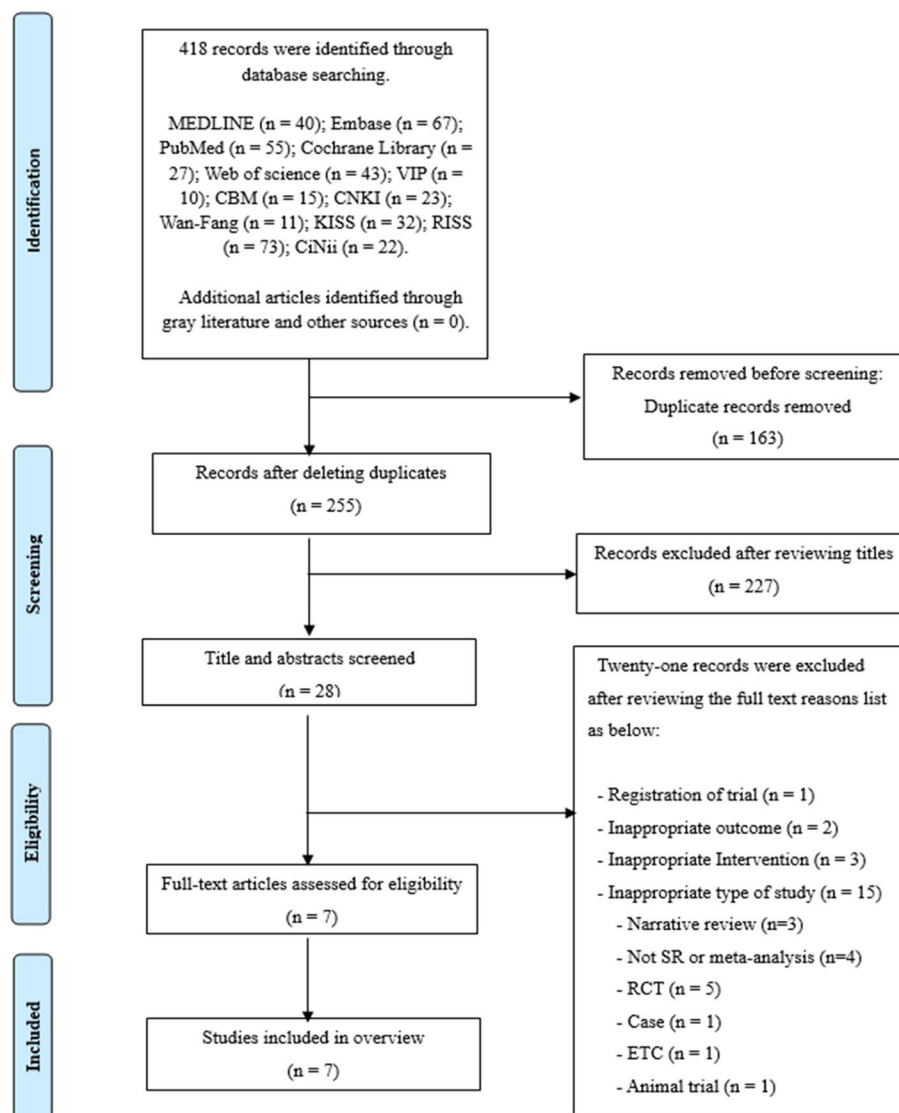 Identification
418 records were identified through
database searching.
MEDLINE (n = 40); Embase (n = 67);
PubMed (n = 55); Cochrane Library (n =
27); Web of science (n = 43); VIP (n =
10); CBM (n = 15); CNKI (n = 23);
Wan-Fang (n = 11); KISS (n = 32); RISS
(n = 73); CiNii (n = 22).
Additional articles identified through
gray literature and other sources (n = 0).
Records removed before screening:
Duplicate records removed
(n = 163)
Screening
Records after deleting duplicates
(n = 255)
Records excluded after reviewing titles
(n = 227)
Title and abstracts screened
(n = 28)
Twenty-one records were excluded
after reviewing the full text reasons list
as below:
- Registration of trial (n = 1)
- Inappropriate outcome (n = 2)
- Inappropriate Intervention (n = 3)
- Inappropriate type of study (n = 15)
- Narrative review (n=3)
- Not SR or meta-analysis (n=4)
- RCT (n = 5)
- Case (n = 1)
- ETC (n = 1)
- Animal trial (n = 1)
Eligibility
Full-text articles assessed for eligibility
(n = 7)
Included
Studies included in overview
(n = 7)